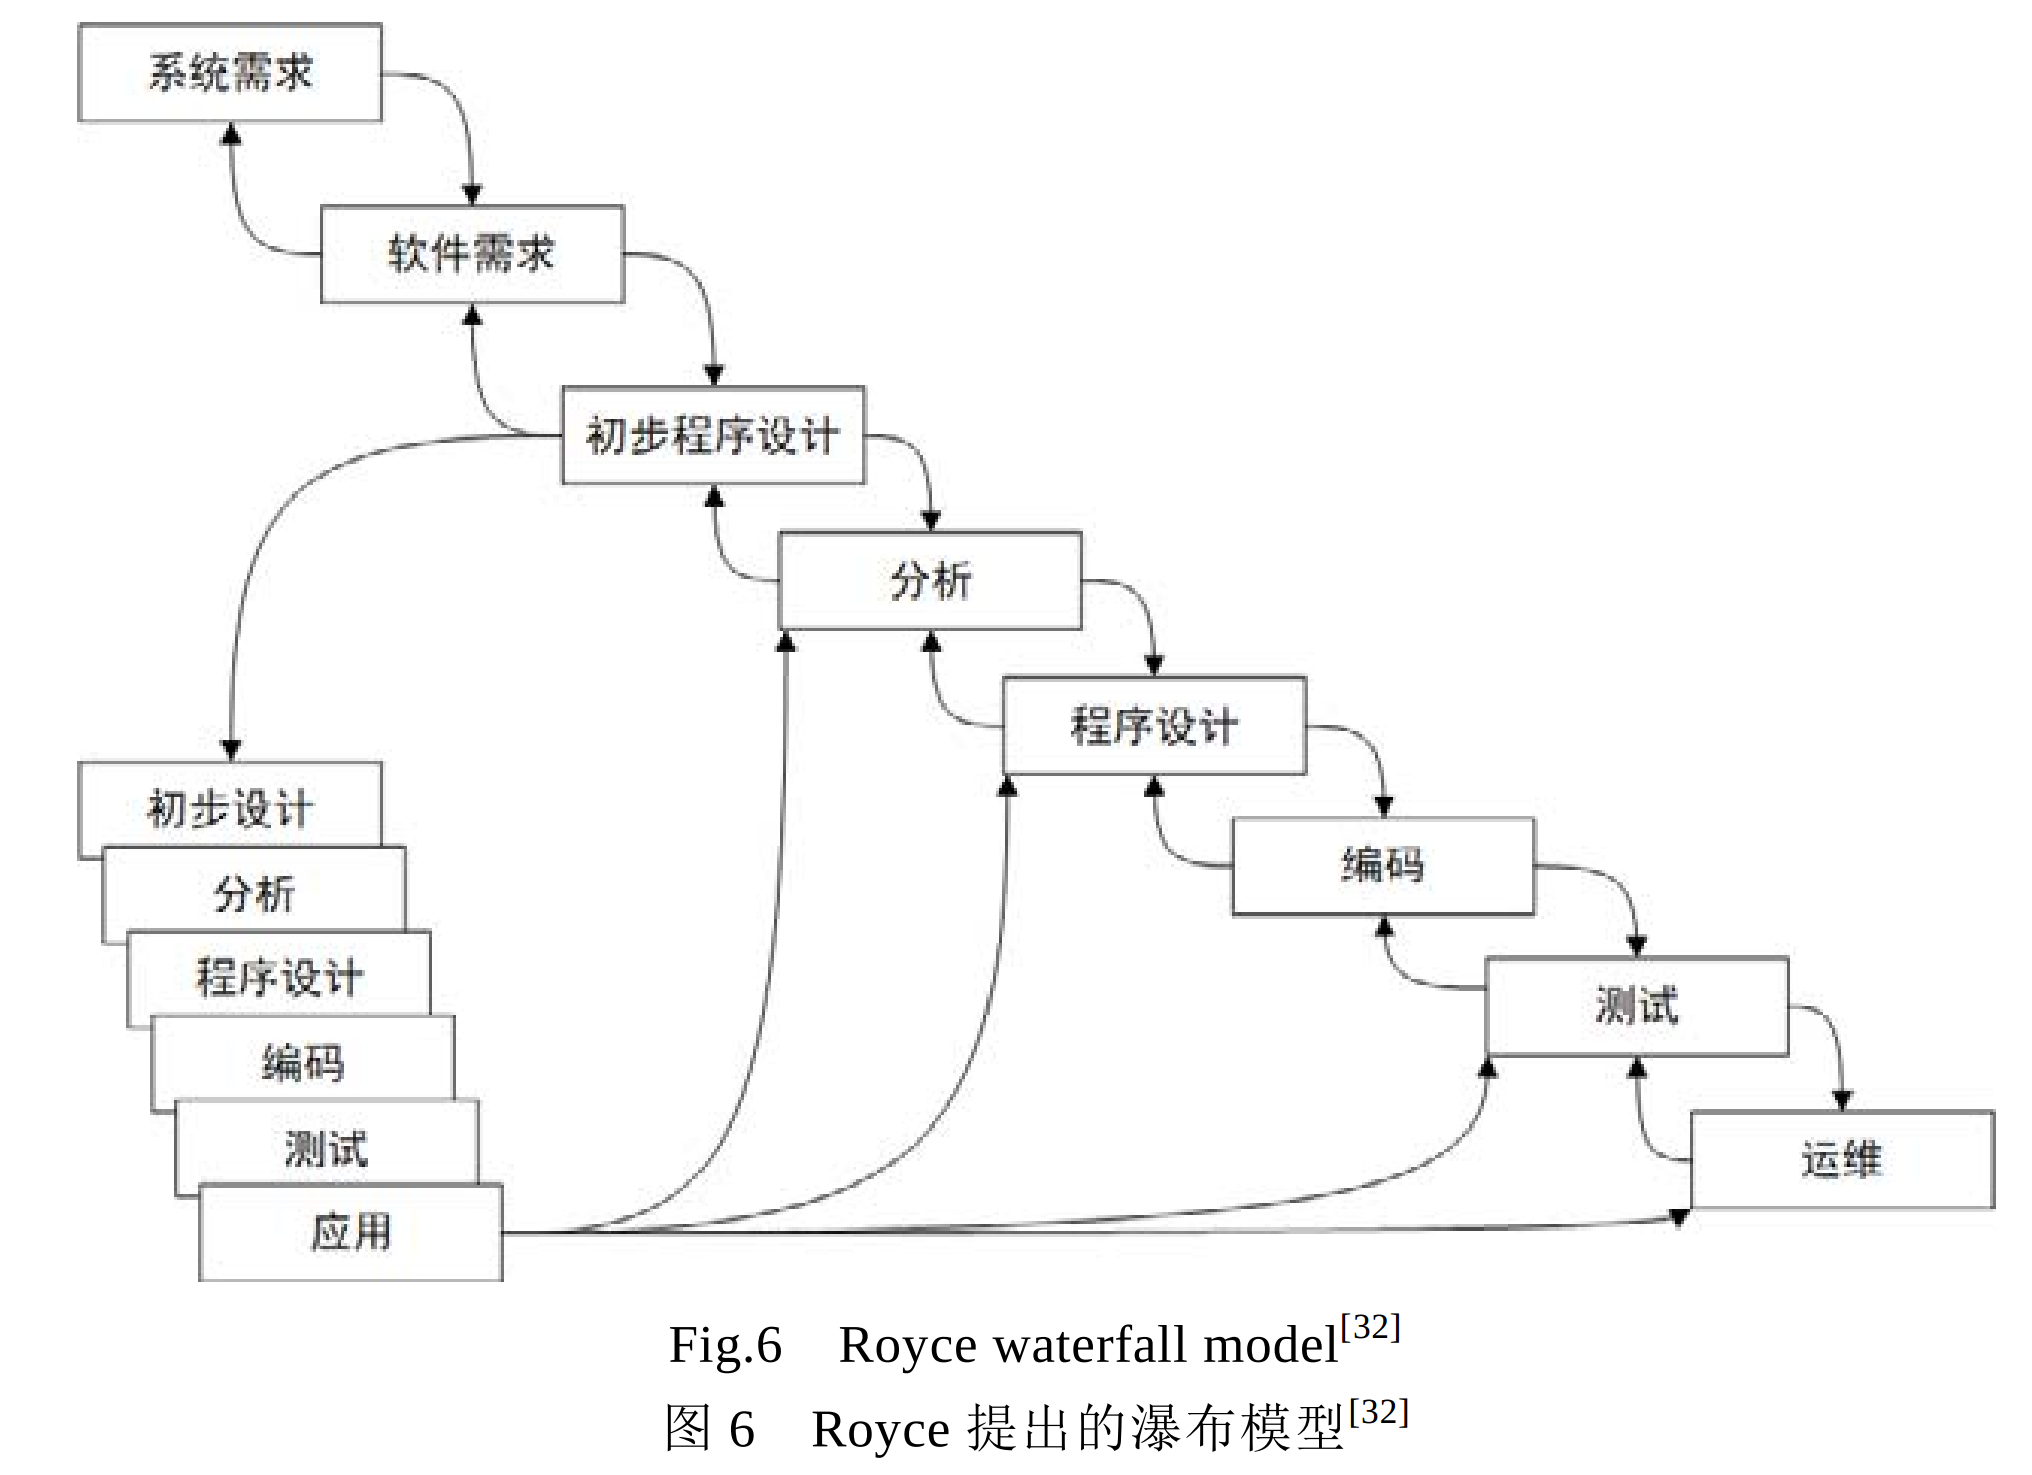 系统需求
软件需求
初步程序设计
分析
程序设计
编码
测试
运维
初步设计
分析
程序设计
编码
测试
应用
Fig.6 Royce waterfall model[32]
图 6 Royce 提出的瀑布模型[32]